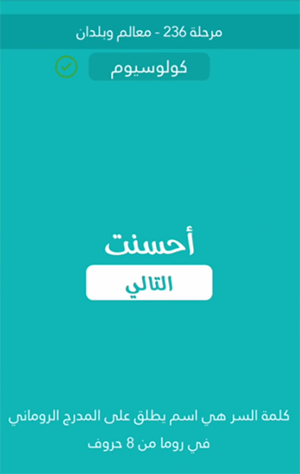 مرحلة 236 - معالم وبلدان
كولوسيوم
أحسنت
التالي
كلمة السر هي اسم يطلق على المدرج الروماني
في روما من 8 حروف